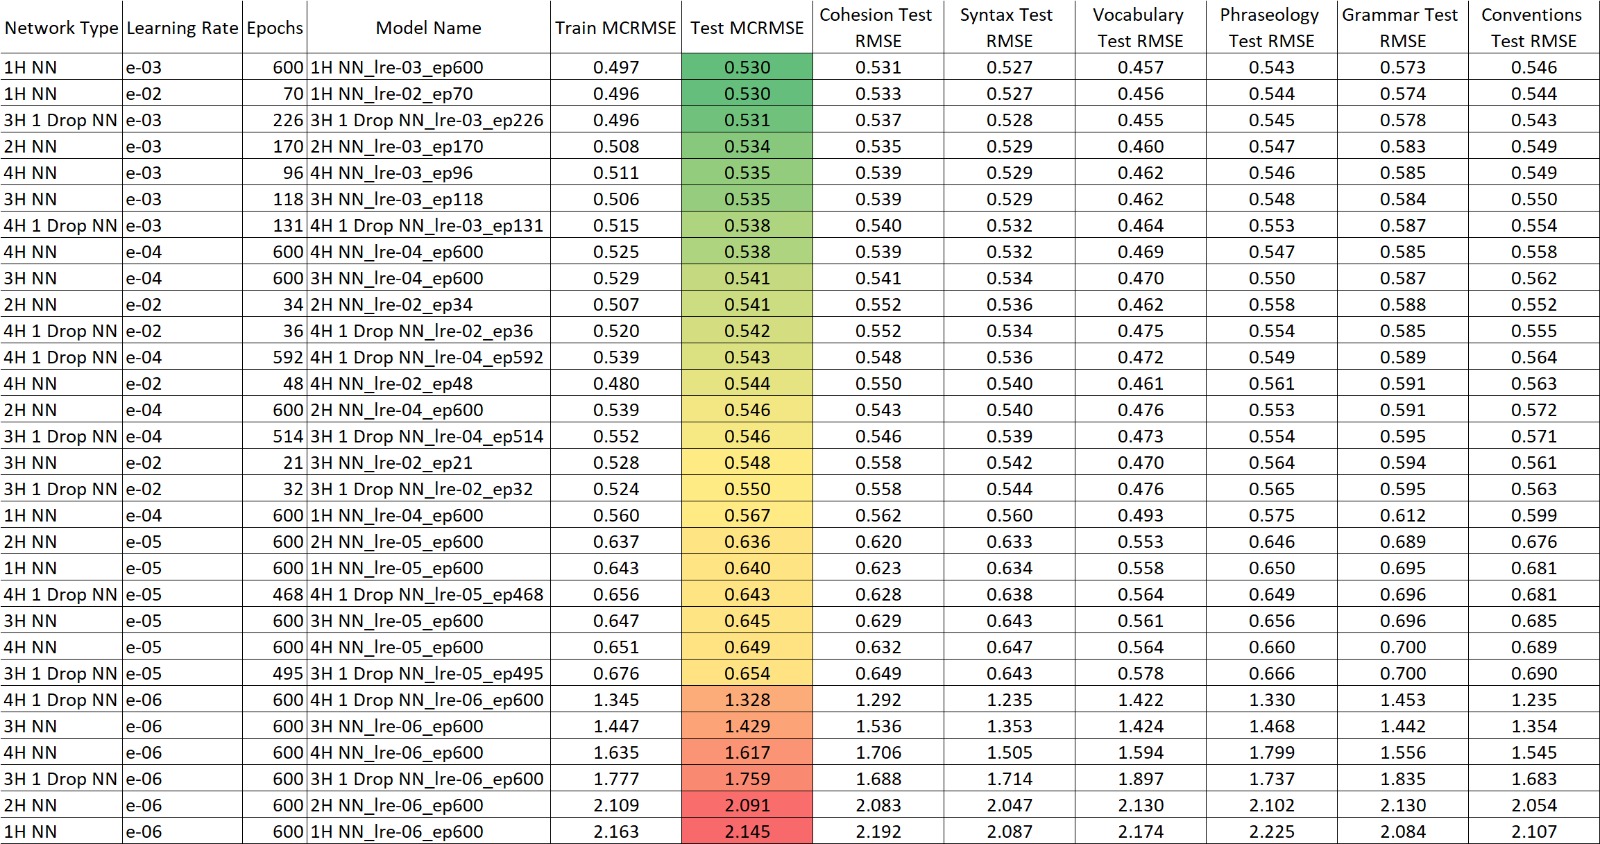 Network Type Learning Rate Epochs Model Name Train MCRMSE Test MCRMSE Cohesion Test RMSE Syntax Test RMSE Vocabulary Test RMSE Phraseology Test RMSE Grammar Test RMSE Conventions Test RMSE
1H NN e-03 600 1H NN_lre-03_ep600 0.497 0.530 0.531 0.527 0.457 0.543 0.573 0.546
1H NN e-02 70 1H NN_lre-02_ep70 0.496 0.530 0.533 0.527 0.456 0.544 0.574 0.544
3H 1 Drop NN e-03 226 3H 1 Drop NN_lre-03_ep226 0.496 0.531 0.537 0.528 0.455 0.545 0.578 0.543
2H NN e-03 170 2H NN_lre-03_ep170 0.508 0.534 0.535 0.529 0.460 0.547 0.583 0.549
4H NN e-03 96 4H NN_lre-03_ep96 0.511 0.535 0.539 0.529 0.462 0.546 0.585 0.549
3H NN e-03 118 3H NN_lre-03_ep118 0.506 0.535 0.539 0.529 0.462 0.548 0.584 0.550
4H 1 Drop NN e-03 131 4H 1 Drop NN_lre-03_ep131 0.515 0.538 0.540 0.532 0.464 0.553 0.587 0.554
4H NN e-04 600 4H NN_lre-04_ep600 0.525 0.538 0.539 0.532 0.469 0.547 0.585 0.558
3H NN e-04 600 3H NN_lre-04_ep600 0.529 0.541 0.541 0.534 0.470 0.550 0.587 0.562
2H NN e-02 34 2H NN_lre-02_ep34 0.507 0.541 0.552 0.536 0.462 0.558 0.588 0.552
4H 1 Drop NN e-02 36 4H 1 Drop NN_lre-02_ep36 0.520 0.542 0.552 0.534 0.475 0.554 0.585 0.555
4H 1 Drop NN e-04 592 4H 1 Drop NN_lre-04_ep592 0.539 0.543 0.548 0.536 0.472 0.549 0.589 0.564
4H NN e-02 48 4H NN_lre-02_ep48 0.480 0.544 0.550 0.540 0.461 0.561 0.591 0.563
2H NN e-04 600 2H NN_lre-04_ep600 0.539 0.546 0.543 0.540 0.476 0.553 0.591 0.572
3H 1 Drop NN e-04 514 3H 1 Drop NN_lre-04_ep514 0.552 0.546 0.546 0.539 0.473 0.554 0.595 0.571
3H NN e-02 21 3H NN_lre-02_ep21 0.528 0.548 0.558 0.542 0.470 0.564 0.594 0.561
3H 1 Drop NN e-02 32 3H 1 Drop NN_lre-02_ep32 0.524 0.550 0.558 0.544 0.476 0.565 0.595 0.563
1H NN e-04 600 1H NN_lre-04_ep600 0.560 0.567 0.562 0.560 0.493 0.575 0.612 0.599
2H NN e-05 600 2H NN_lre-05_ep600 0.637 0.636 0.620 0.633 0.553 0.646 0.689 0.676
1H NN e-05 600 1H NN_lre-05_ep600 0.643 0.640 0.623 0.634 0.558 0.650 0.695 0.681
4H 1 Drop NN e-05 468 4H 1 Drop NN_lre-05_ep468 0.656 0.643 0.628 0.638 0.564 0.649 0.696 0.681
3H NN e-05 600 3H NN_lre-05_ep600 0.647 0.645 0.629 0.643 0.561 0.656 0.696 0.685
4H NN e-05 600 4H NN_lre-05_ep600 0.651 0.649 0.632 0.647 0.564 0.660 0.700 0.689
3H 1 Drop NN e-05 495 3H 1 Drop NN_lre-05_ep495 0.676 0.654 0.649 0.643 0.578 0.666 0.700 0.690
4H 1 Drop NN e-06 600 4H 1 Drop NN_lre-06_ep600 1.345 1.328 1.292 1.235 1.422 1.330 1.453 1.235
3H NN e-06 600 3H NN_lre-06_ep600 1.447 1.429 1.536 1.353 1.424 1.468 1.442 1.354
4H NN e-06 600 4H NN_lre-06_ep600 1.635 1.617 1.706 1.505 1.594 1.799 1.556 1.545
3H 1 Drop NN e-06 600 3H 1 Drop NN_lre-06_ep600 1.777 1.759 1.688 1.714 1.897 1.737 1.835 1.683
2H NN e-06 600 2H NN_lre-06_ep600 2.109 2.091 2.083 2.047 2.130 2.102 2.130 2.054
1H NN e-06 600 1H NN_lre-06_ep600 2.163 2.145 2.192 2.087 2.174 2.225 2.084 2.107